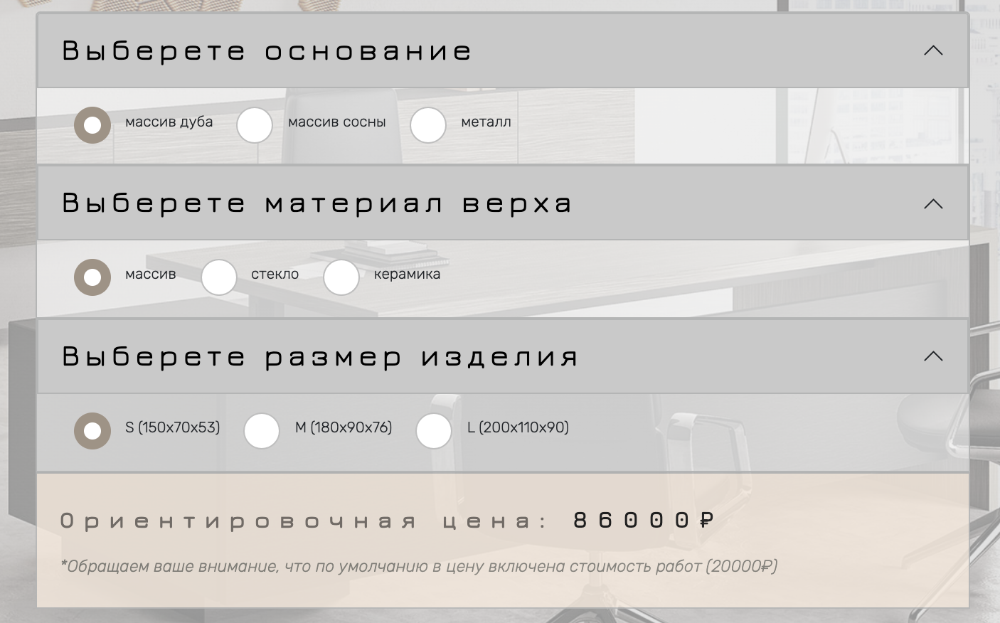 Выберете основание
массив дуба массив сосны металл
Выберете материал верха
массив стекло керамика
Выберете размер изделия
S (150x70x53) M (180x90x76) L (200x110x90)
Ориентировочная цена: 86000₽
*Обращаем ваше внимание, что по умолчанию в цену включена стоимость работ (20000₽)